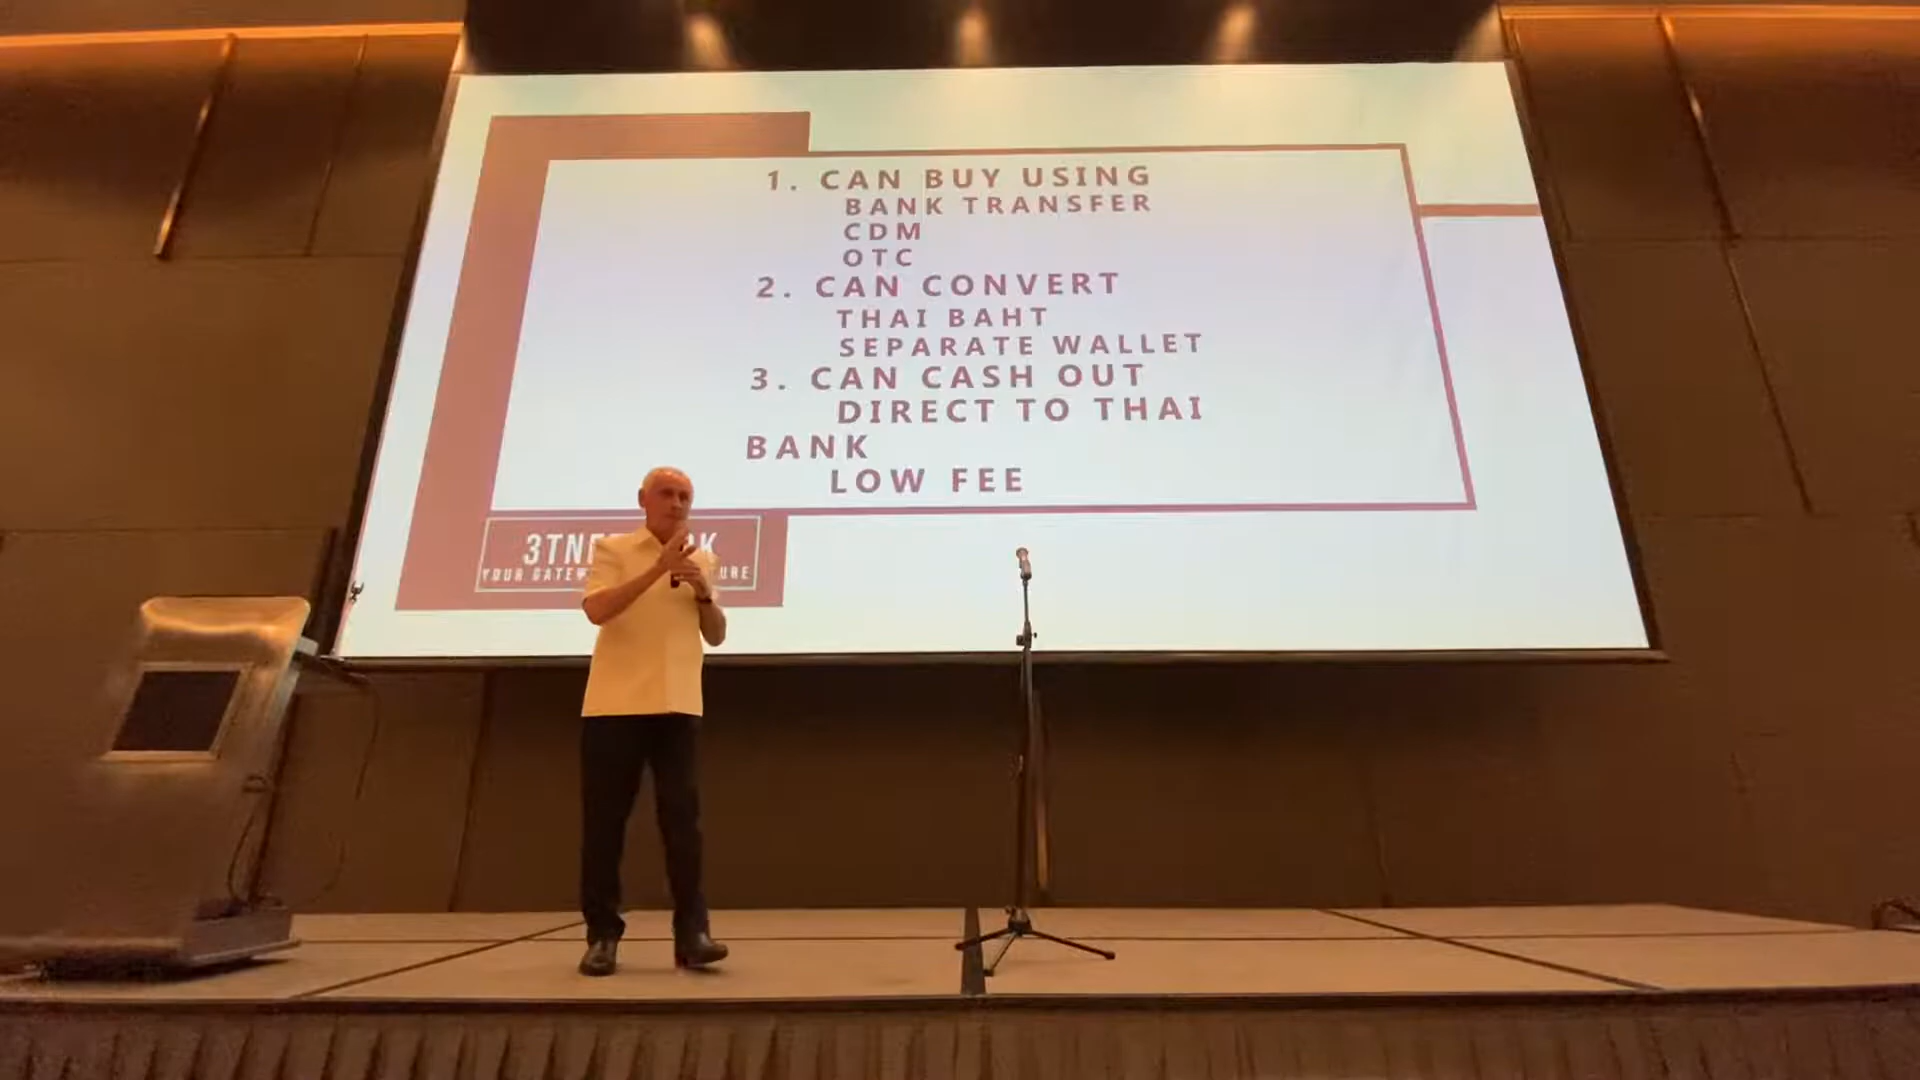 1. CAN BUY USING
BANK TRANSFER
CDM
OTC
2. CAN CONVERT
THAI BAHT
SEPARATE WALLET
3. CAN CASH OUT
DIRECT TO THAI
BANK
LOW FEE
YOUR